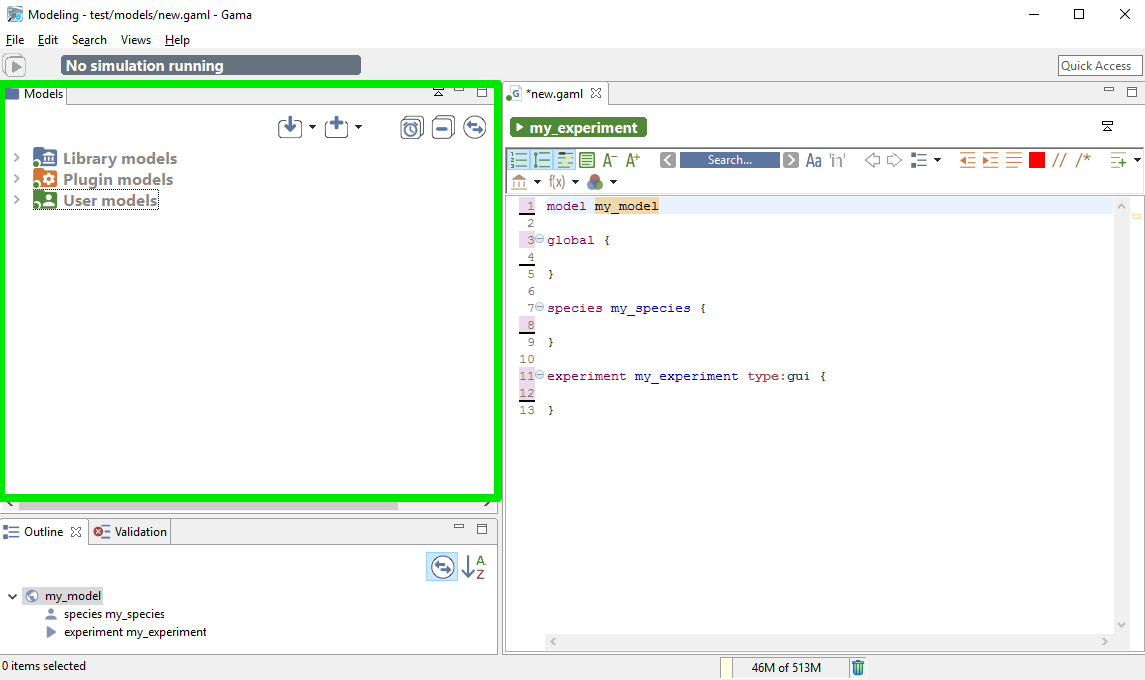 Modeling - test/models/new.gaml - Gama
File Edit Search Views Help
No simulation running
Quick Access
Models
Library models
Plugin models
User models
G *new.gaml
my_experiment
A⁻ A⁺ Search... Aa 'n' // /*
f(x)
1 model my_model
2
3 global {
4
5 }
6
7 species my_species {
8
9 }
10
11 experiment my_experiment type:gui {
12
13 }
Outline Validation
A
Z
my_model
species my_species
experiment my_experiment
0 items selected
46M of 513M